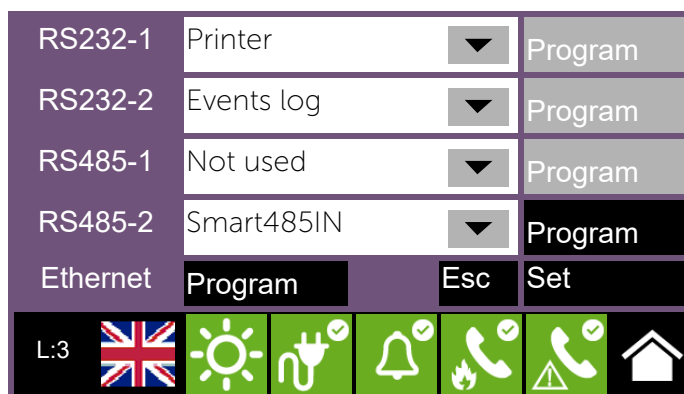 RS232-1 Printer Program
RS232-2 Events log Program
RS485-1 Not used Program
RS485-2 Smart485IN Program
Ethernet Program Esc Set
L:3